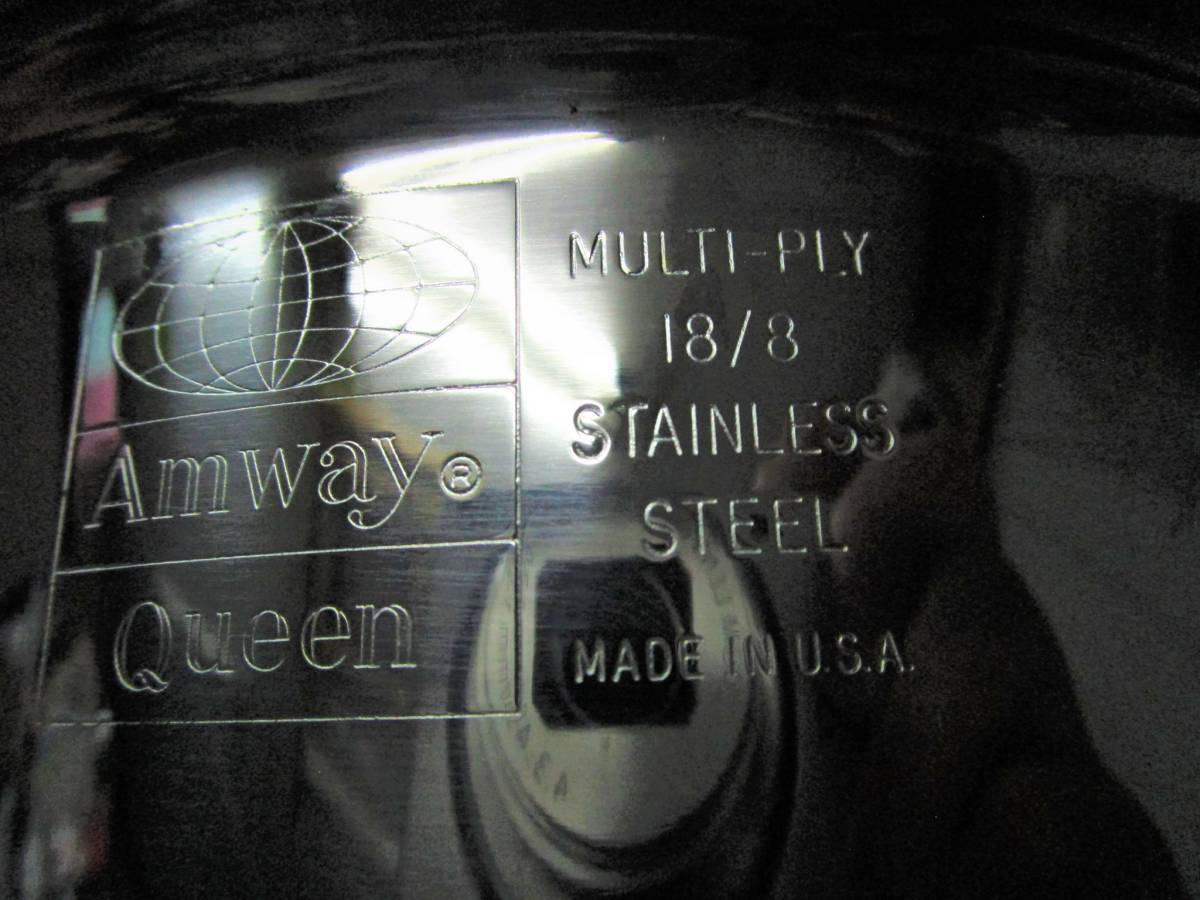 Amway®
Queen
MULTI-PLY
18/8
STAINLESS
STEEL
MADE IN U.S.A.